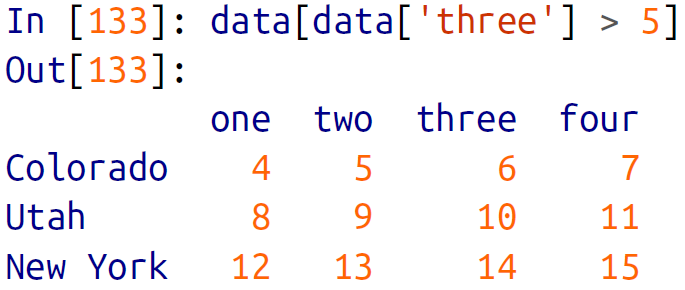 In [133]: data[data['three'] > 5]
Out[133]:
one two three four
Colorado 4 5 6 7
Utah 8 9 10 11
New York 12 13 14 15